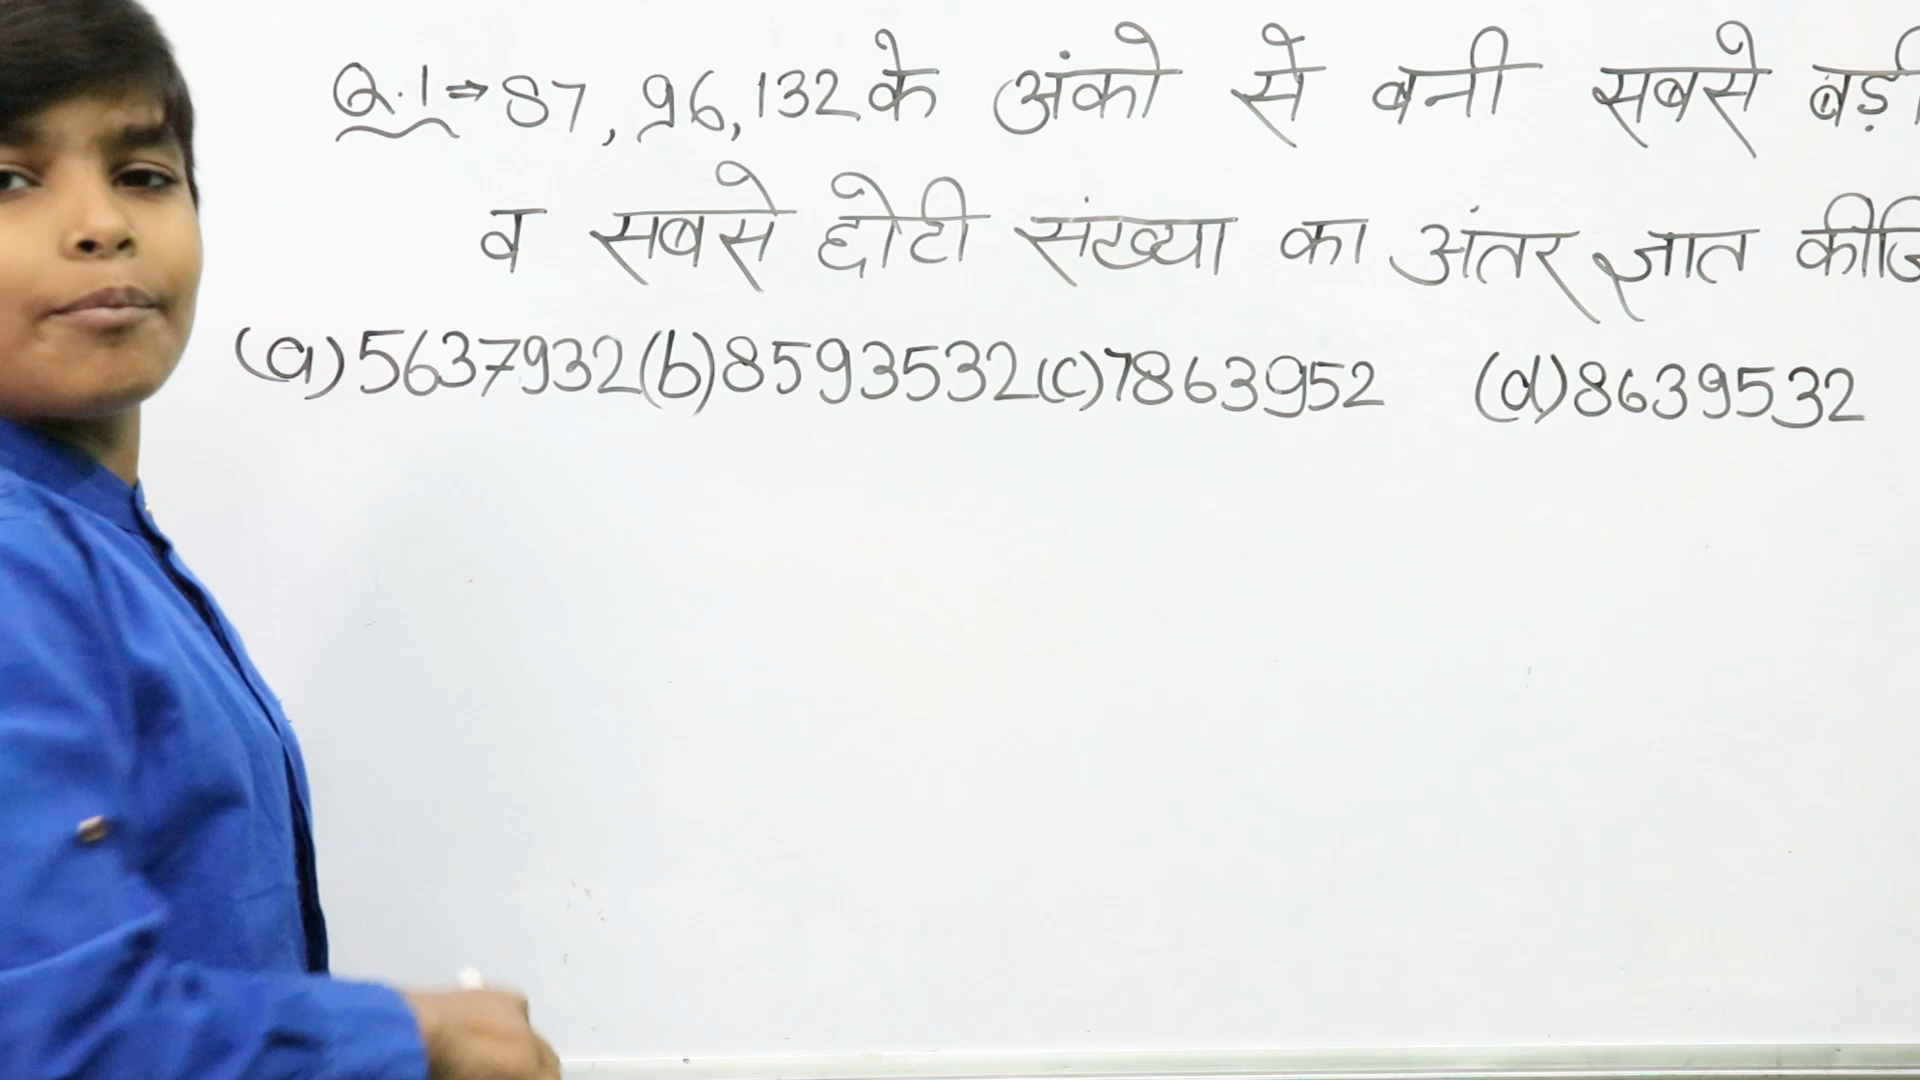 Q.1⇒87, 96, 132 के अंको से बनी सबसे बड़ी
व सबसे छोटी संख्या का अंतर ज्ञात कीजि
(a) 5637932 (b) 8593532 (c) 7863952 (d) 8639532